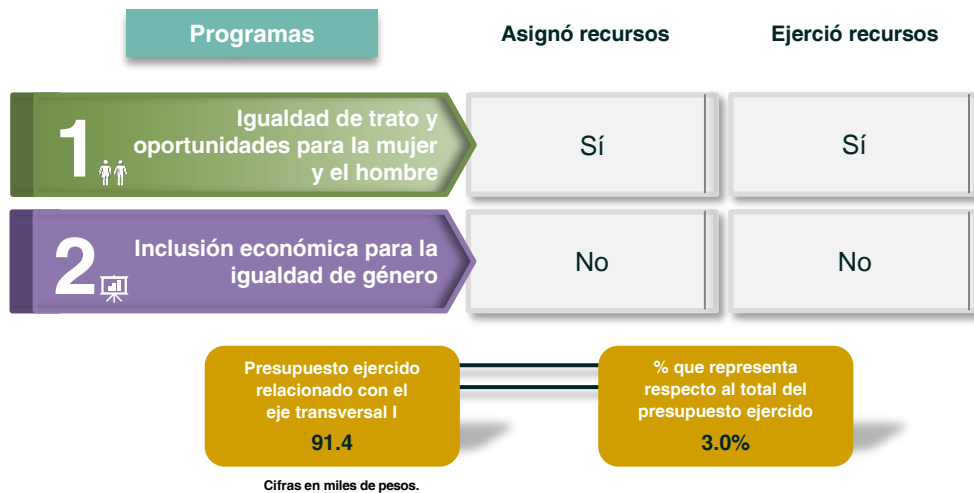 Programas
Asignó recursos
Ejerció recursos
1
Igualdad de trato y
oportunidades para la mujer
y el hombre
Sí
Sí
2
Inclusión económica para la
igualdad de género
No
No
Presupuesto ejercido
relacionado con el
eje transversal I
91.4
% que representa
respecto al total del
presupuesto ejercido
3.0%
Cifras en miles de pesos.